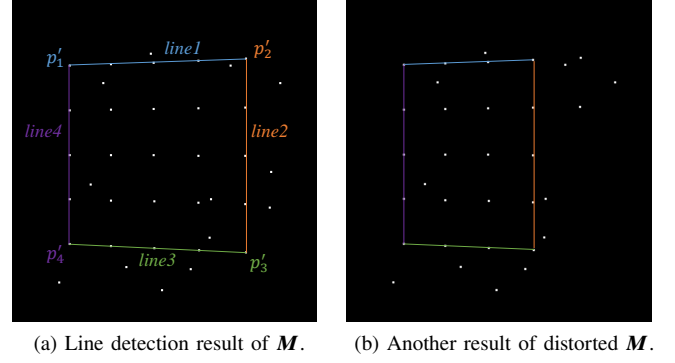 p′₁ line1 p′₂
line4 line2
p′₄ line3 p′₃
(a) Line detection result of M.
(b) Another result of distorted M.